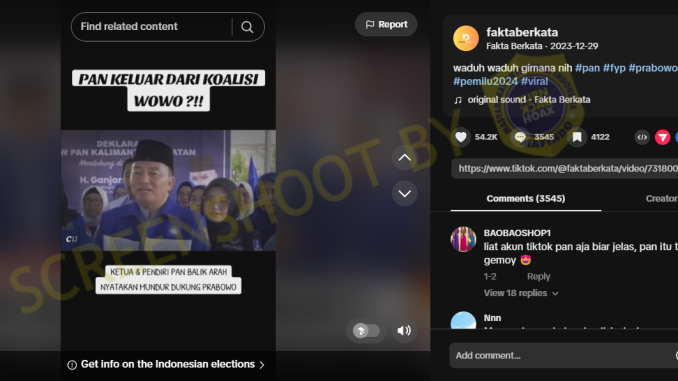 Find related content
Report
PAN KELUAR DARI KOALISI
WOWO ?!!
DEKLARA
W PAN KALIMANTAN SELATAN
Mendukung
H. Ganjar
cu
KETUA & PENDIRI PAN BALIK ARAH
NYATAKAN MUNDUR DUKUNG PRABOWO
Get info on the Indonesian elections
SCREENSHOOT BY
HOAX
faktaberkata
Fakta Berkata · 2023-12-29
waduh waduh gimana nih #pan #fyp #prabowo
#pemilu2024 #viral
original sound - Fakta Berkata
54.2K
3545
4122
https://www.tiktok.com/@faktaberkata/video/731800
Comments (3545)
Creator
BAOBAOSHOP1
liat akun tiktok pan aja biar jelas, pan itu t
gemoy 😍
1-2
Reply
View 18 replies
Nnn
Add comment...